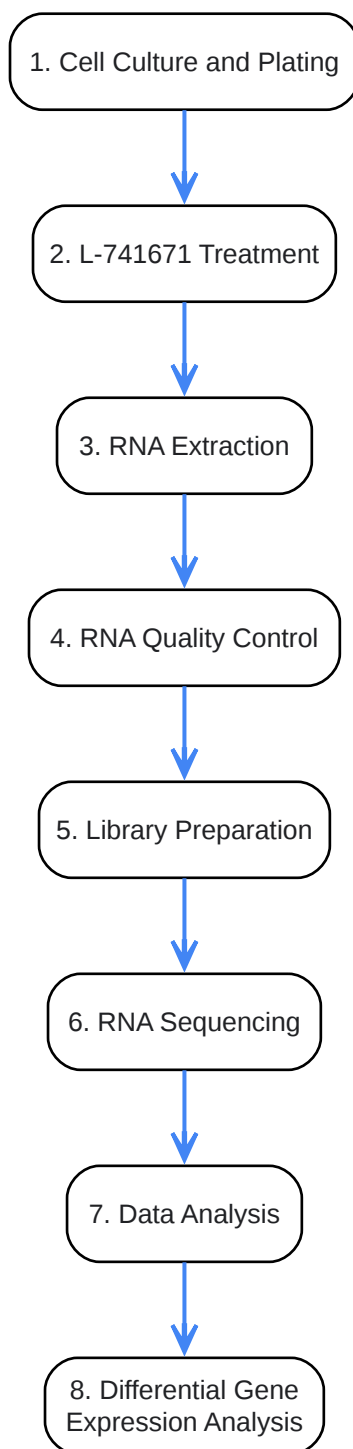 1. Cell Culture and Plating
2. L-741671 Treatment
3. RNA Extraction
4. RNA Quality Control
5. Library Preparation
6. RNA Sequencing
7. Data Analysis
8. Differential Gene
Expression Analysis